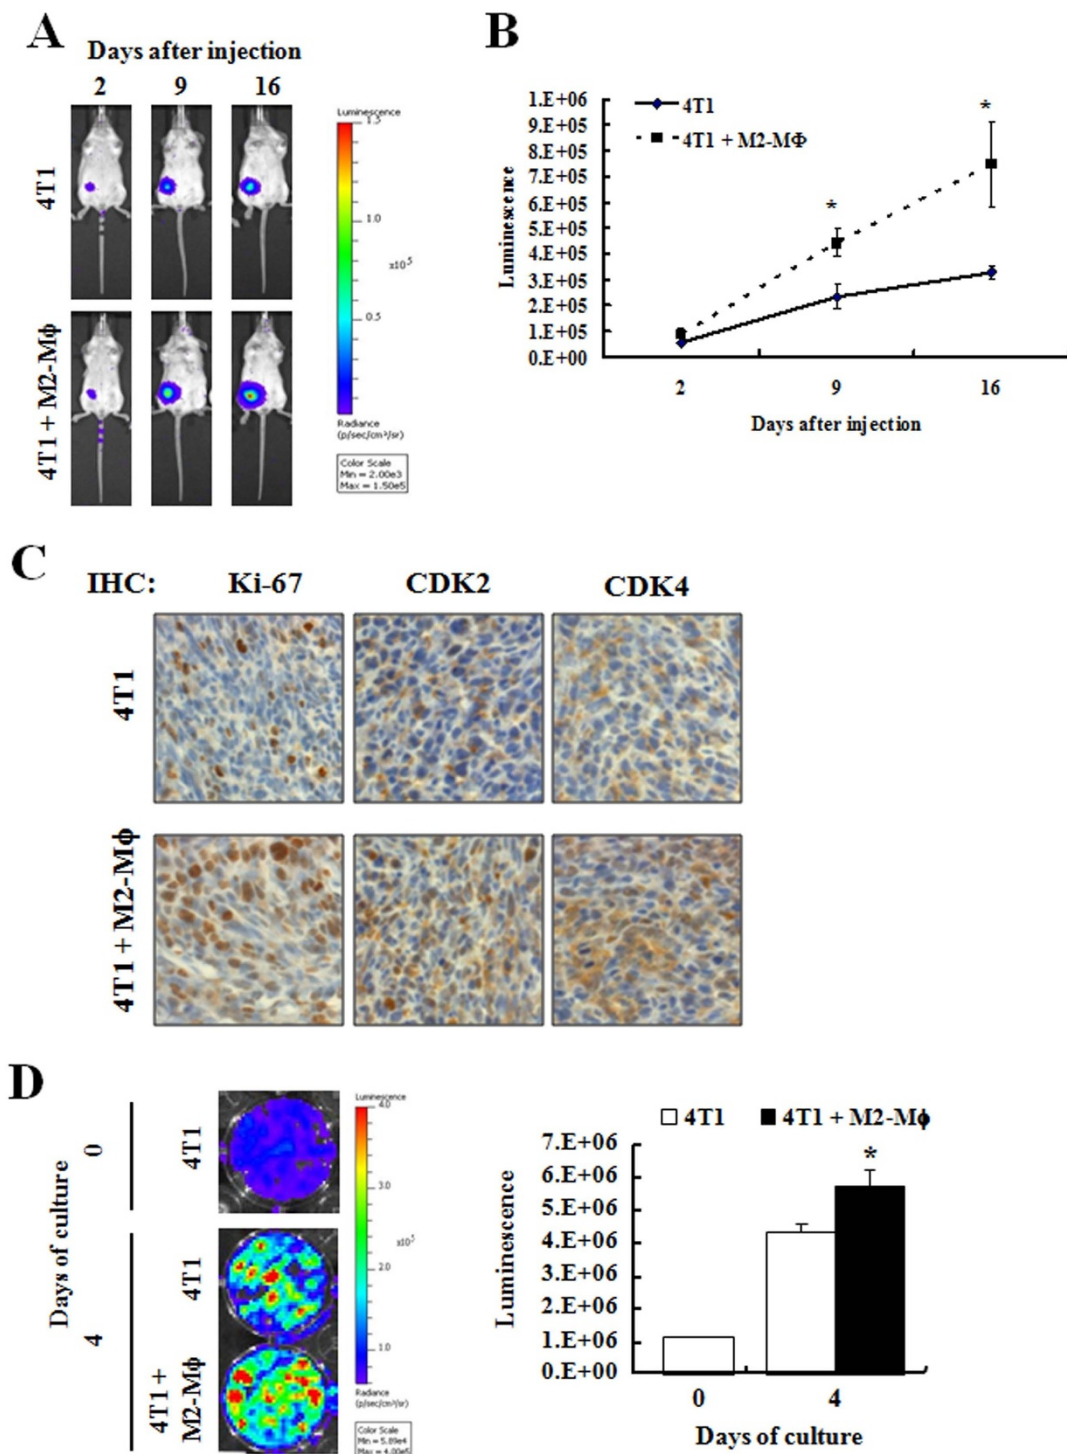 A
Days after injection
2 9 16
4T1
4T1 + M2-Mϕ
Luminescence
1.5
1.0
x10⁵
0.5
Radiance
(p/sec/cm²/sr)
Color Scale
Min = 2.00e3
Max = 1.50e5
B
4T1
4T1 + M2-MΦ
1.E+06
9.E+05
8.E+05
7.E+05
6.E+05
5.E+05
4.E+05
3.E+05
2.E+05
1.E+05
0.E+00
Luminescence
*
*
2 9 16
Days after injection
C
IHC: Ki-67 CDK2 CDK4
4T1
4T1 + M2-Mϕ
D
Days of culture
0
4T1
4
4T1
4T1 +
M2-Mϕ
Luminescence
4.0
3.0
x10⁵
2.0
1.0
Radiance
(p/sec/cm²/sr)
Color Scale
Min = 5.89e4
Max = 4.00e5
4T1 4T1 + M2-Mϕ
7.E+06
6.E+06
5.E+06
4.E+06
3.E+06
2.E+06
1.E+06
0.E+00
Luminescence
*
0 4
Days of culture